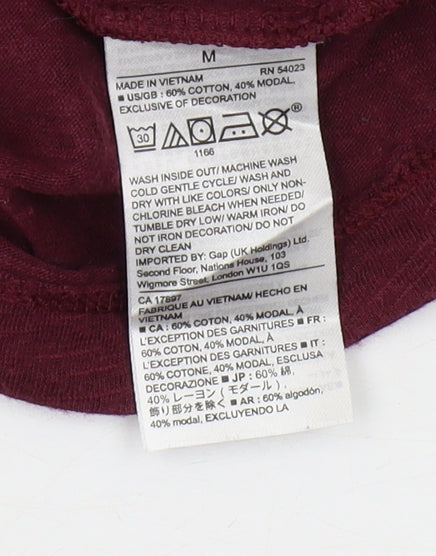 M
MADE IN VIETNAM RN 54023
■ US/GB : 60% COTTON, 40% MODAL,
EXCLUSIVE OF DECORATION
30 ®
1166
WASH INSIDE OUT/ MACHINE WASH
COLD GENTLE CYCLE/ WASH AND
DRY WITH LIKE COLORS/ ONLY NON-
CHLORINE BLEACH WHEN NEEDED/
TUMBLE DRY LOW/ WARM IRON/ DO
NOT IRON DECORATION/ DO NOT
DRY CLEAN
IMPORTED BY: Gap (UK Holdings) Ltd.
Second Floor, Nations House, 103
Wigmore Street, London W1U 1QS
CA 17897
FABRIQUE AU VIETNAM/ HECHO EN
VIETNAM
■ CA : 60% COTON, 40% MODAL, À
L'EXCEPTION DES GARNITURES ■ FR :
60% COTON, 40% MODAL, À
L'EXCEPTION DES GARNITURES ■ IT :
60% COTONE, 40% MODAL, ESCLUSA
DECORAZIONE ■ JP : 60% 綿,
40% レーヨン ( モダール ) .
飾り部分を除く ■ AR : 60% algodón,
40% modal, EXCLUYENDO LA